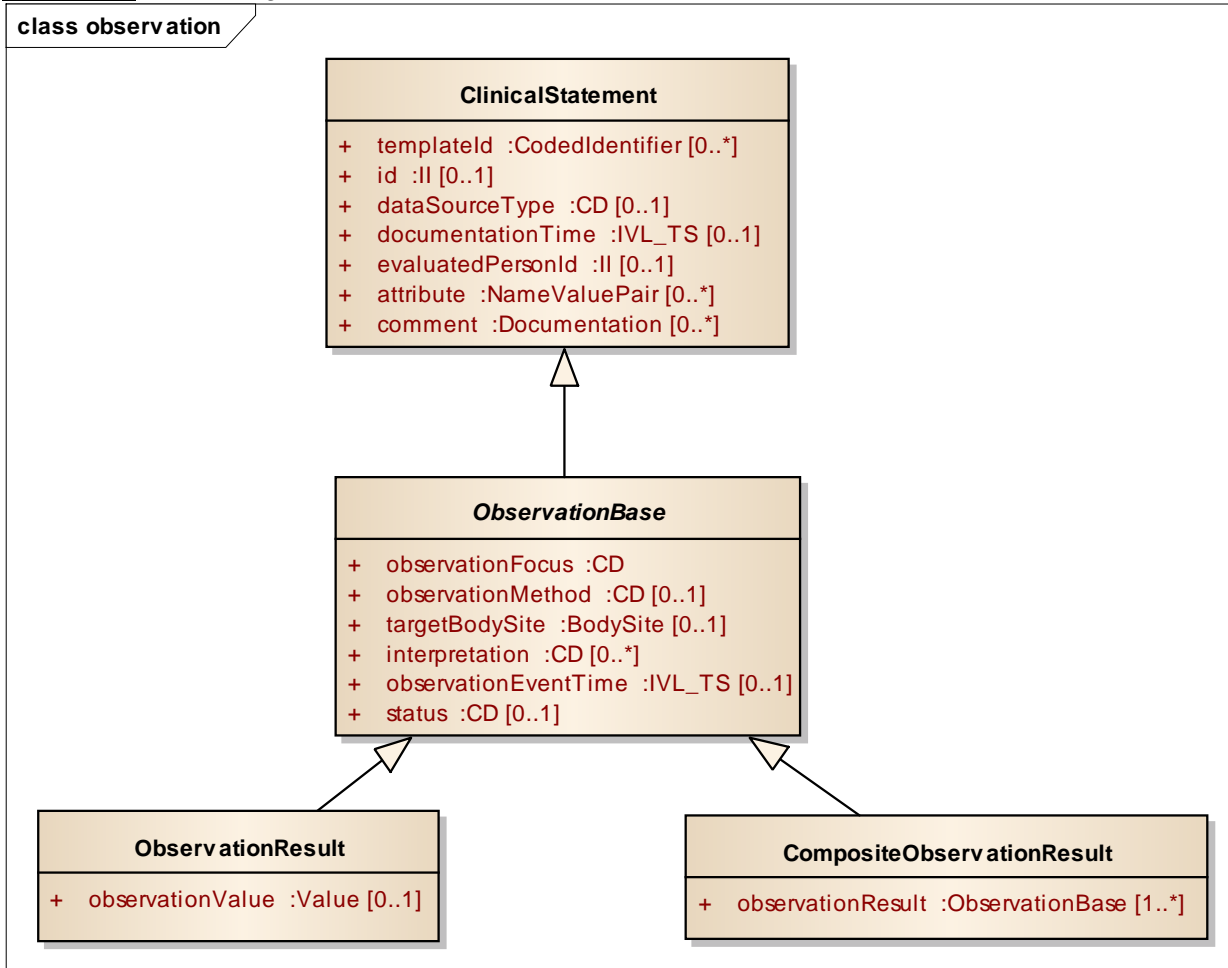 class observation
ClinicalStatement
+ templateId :CodedIdentifier [0..*]
+ id :II [0..1]
+ dataSourceType :CD [0..1]
+ documentationTime :IVL_TS [0..1]
+ evaluatedPersonId :II [0..1]
+ attribute :NameValuePair [0..*]
+ comment :Documentation [0..*]
ObservationBase
+ observationFocus :CD
+ observationMethod :CD [0..1]
+ targetBodySite :BodySite [0..1]
+ interpretation :CD [0..*]
+ observationEventTime :IVL_TS [0..1]
+ status :CD [0..1]
ObservationResult
+ observationValue :Value [0..1]
CompositeObservationResult
+ observationResult :ObservationBase [1..*]